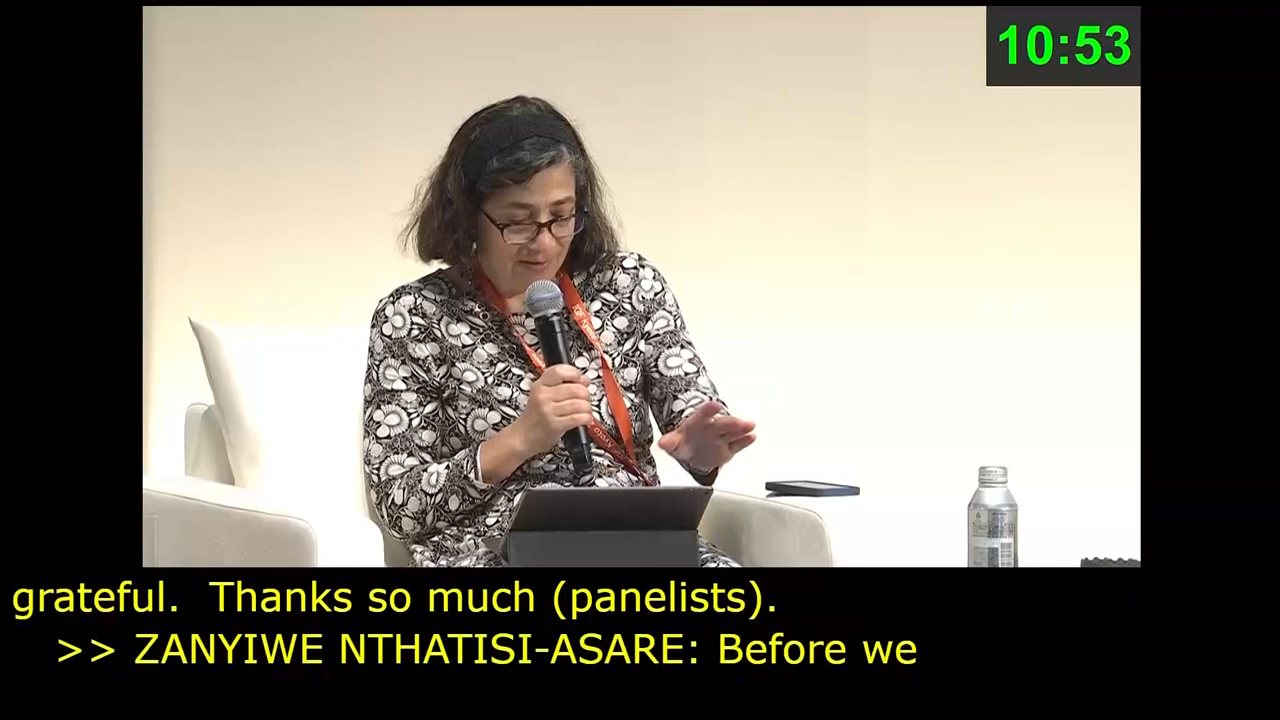 10:53
grateful.  Thanks so much (panelists).
>> ZANYIWE NTHATISI-ASARE: Before we